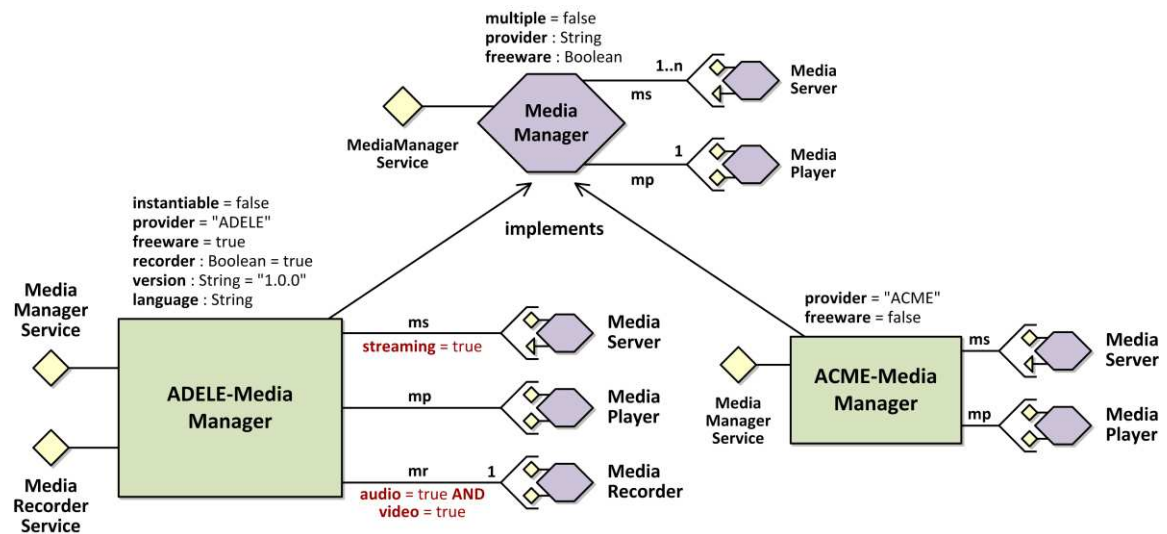 multiple = false
provider : String
freeware : Boolean
1..n
ms
Media
Server
Media
Manager
MediaManager
Service
1
mp
Media
Player
implements
instantiable = false
provider = "ADELE"
freeware = true
recorder : Boolean = true
version : String = "1.0.0"
language : String
Media
Manager
Service
ADELE-Media
Manager
Media
Recorder
Service
ms
streaming = true
Media
Server
mp
Media
Player
mr
1
audio = true AND
video = true
Media
Recorder
provider = "ACME"
freeware = false
Media
Manager
Service
ACME-Media
Manager
ms
Media
Server
mp
Media
Player